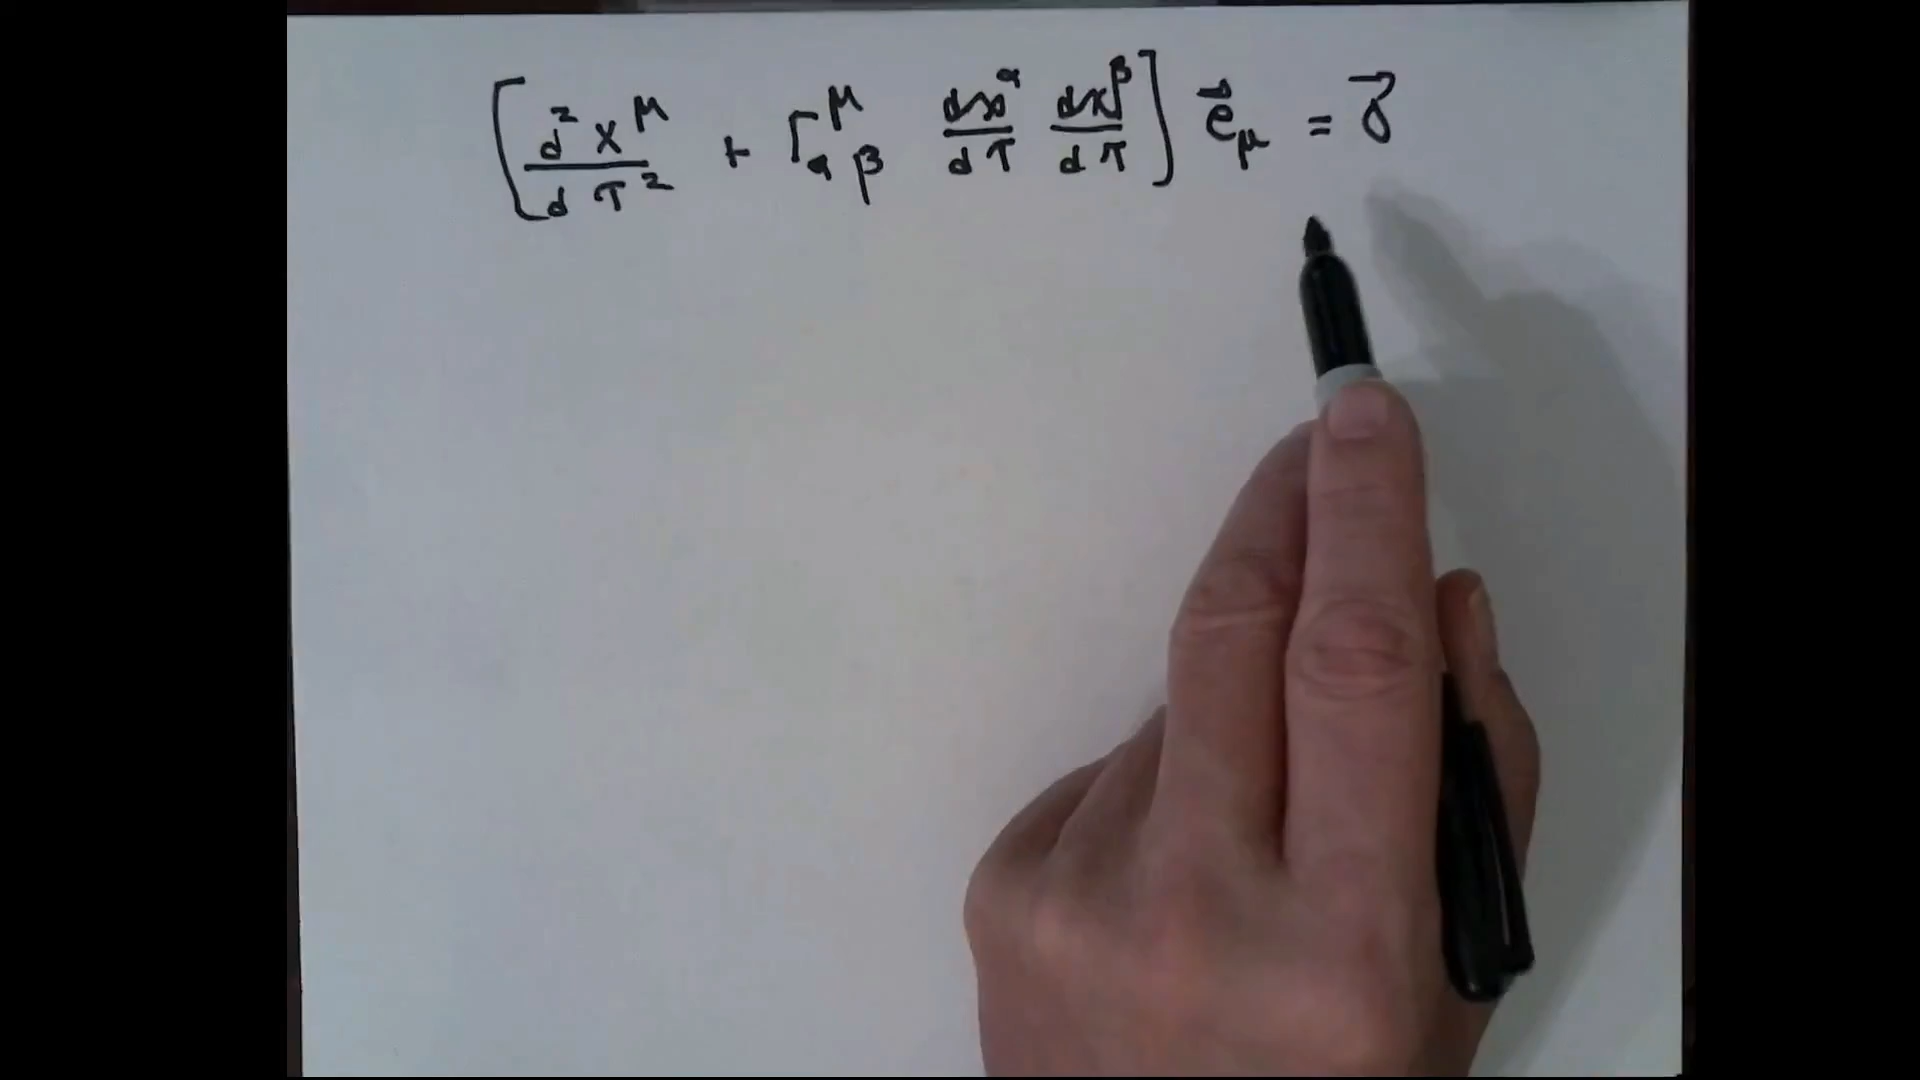 [d²x^μ/dτ² + Γ^μ_αβ dx^α/dτ dx^β/dτ] e⃗_μ = 0⃗